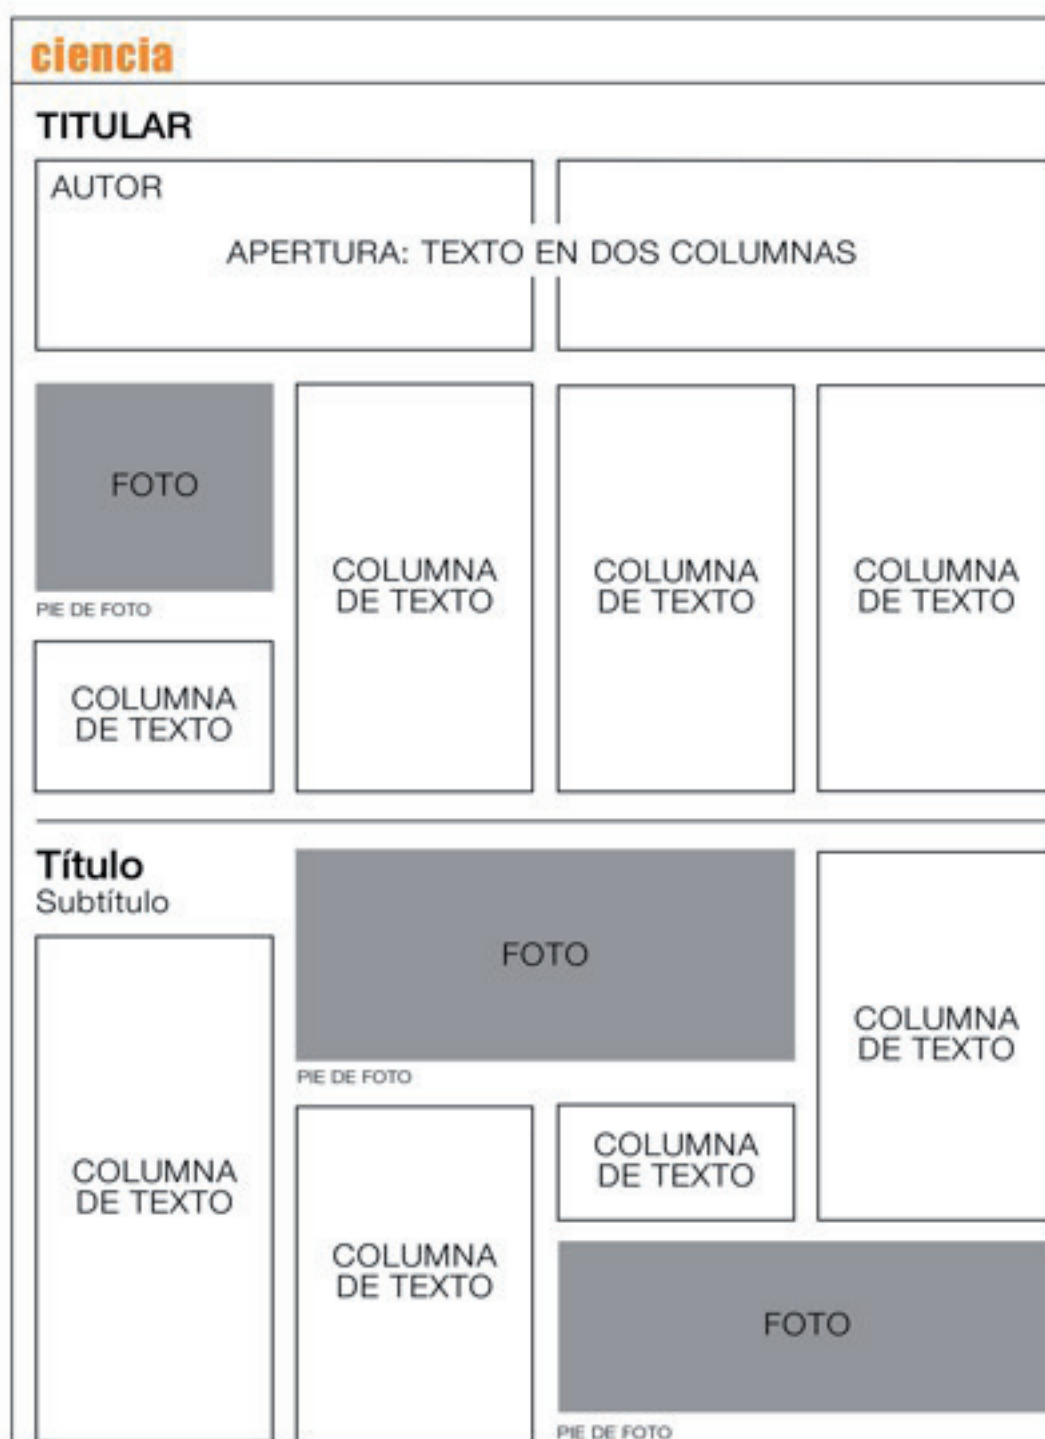 ciencia
TITULAR
AUTOR
APERTURA: TEXTO EN DOS COLUMNAS
FOTO
PIE DE FOTO
COLUMNA
DE TEXTO
COLUMNA
DE TEXTO
COLUMNA
DE TEXTO
COLUMNA
DE TEXTO
Título
Subtítulo
COLUMNA
DE TEXTO
FOTO
PIE DE FOTO
COLUMNA
DE TEXTO
COLUMNA
DE TEXTO
COLUMNA
DE TEXTO
FOTO
PIE DE FOTO